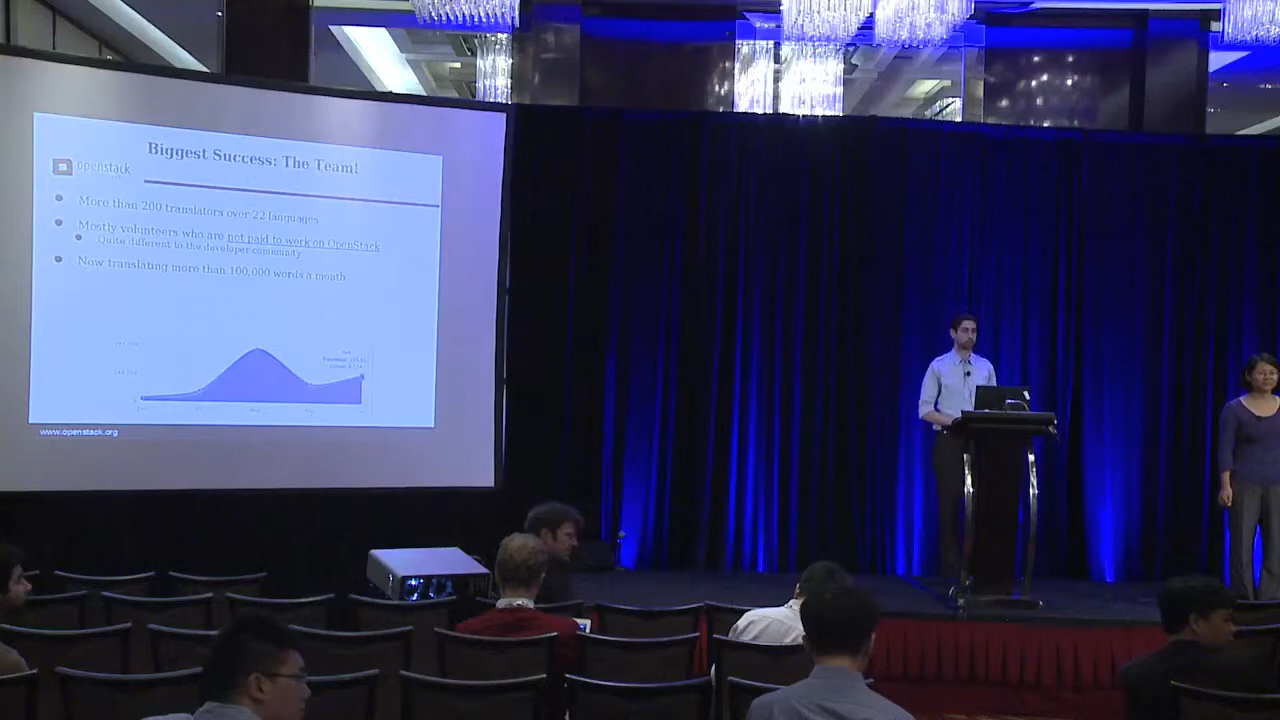 Biggest Success: The Team!
openstack
More than 200 translators over 22 languages
Mostly volunteers who are not paid to work on OpenStack
Quite different to the developer community
Now translating more than 100,000 words a month
www.openstack.org